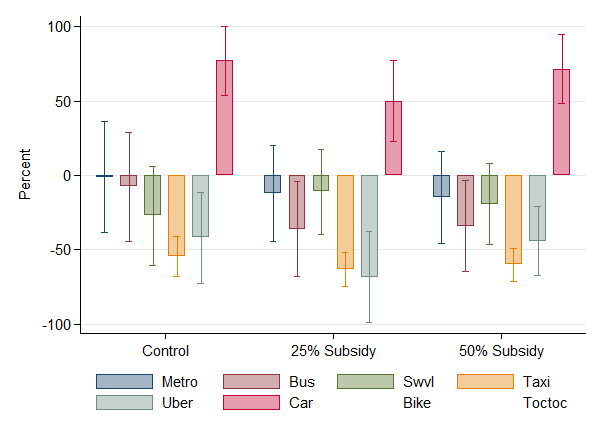 100
50
0
-50
-100
Percent
Control 25% Subsidy 50% Subsidy
Metro Bus Swvl Taxi
Uber Car Bike Toctoc